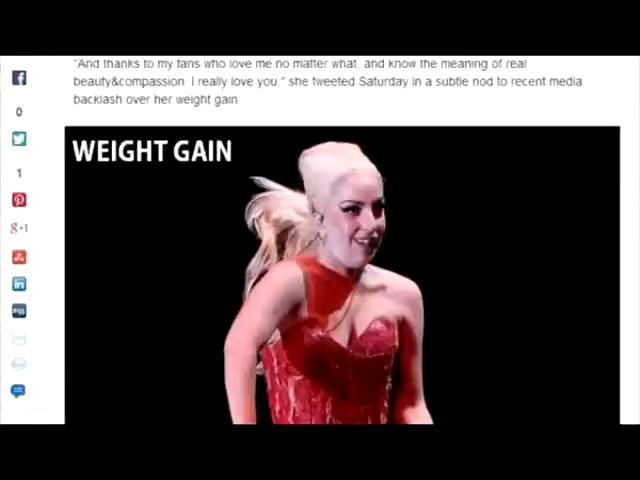 "And thanks to my fans who love me no matter what, and know the meaning of real
beauty&compassion. I really love you," she tweeted Saturday in a subtle nod to recent media
backlash over her weight gain.
0
1
g+1
WEIGHT GAIN